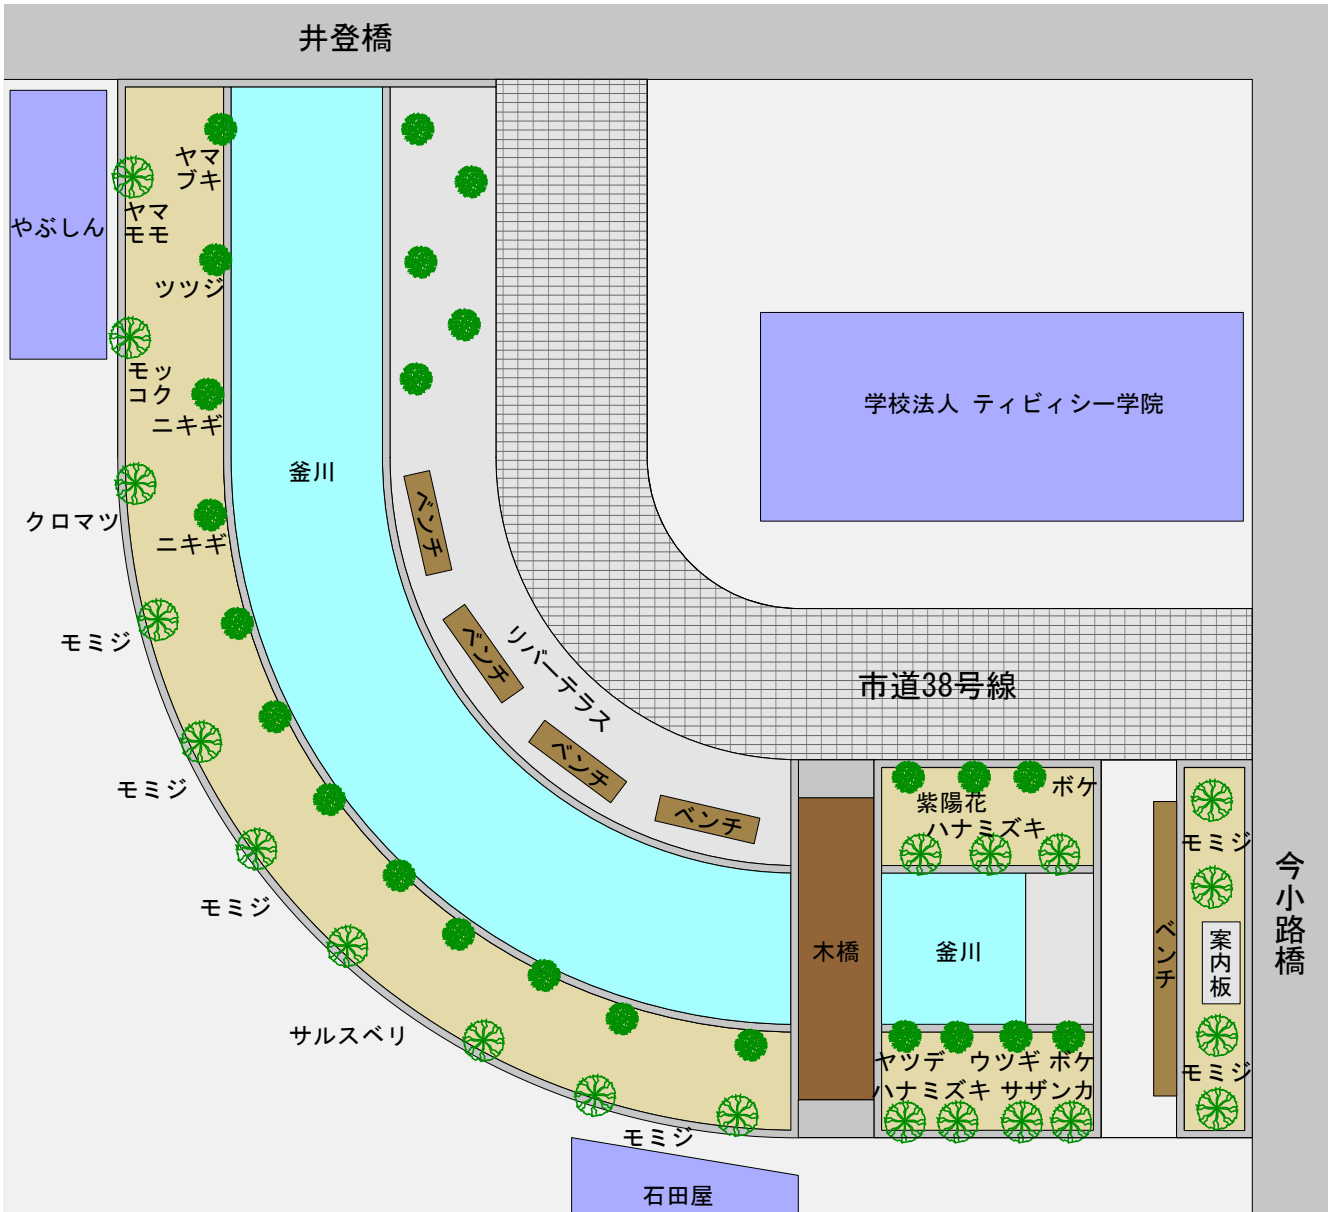 井登橋
ヤマ
ブキ
やぶしん
ヤマ
モモ
ツツジ
モッ
コク
ニキギ
学校法人 ティビィシー学院
釜川
クロマツ
ニキギ
ベンチ
モミジ
ベンチ
リバーテラス
市道38号線
ベンチ
モミジ
ベンチ
紫陽花
ボケ
ハナミズキ
モミジ
モミジ
今小路橋
木橋
釜川
ベンチ
案内板
サルスベリ
ヤツデ
ウツギ
ボケ
ハナミズキ
サザンカ
モミジ
モミジ
石田屋